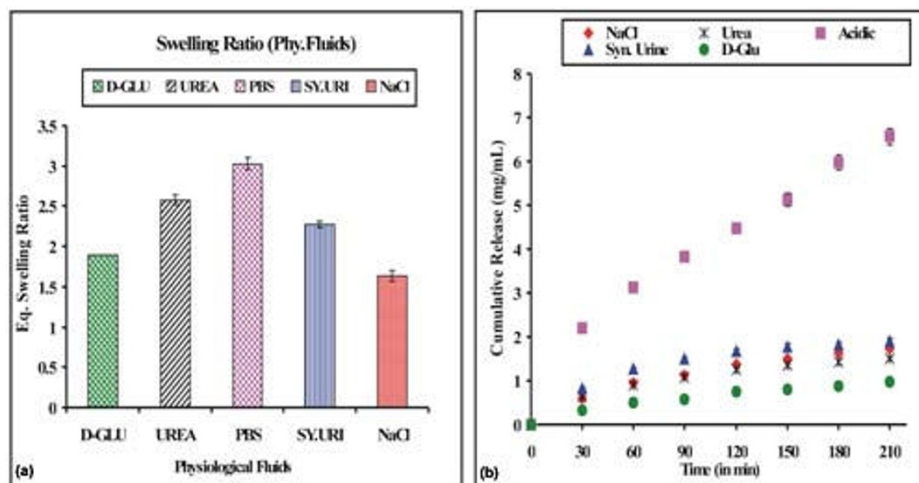 Swelling Ratio (Phy.Fluids)
D-GLU UREA PBS SY.URI NaCl
3.5
3
2.5
2
1.5
1
0.5
0
Eq. Swelling Ratio
D-GLU UREA PBS SY.URI NaCl
Physiological Fluids
(a)
NaCl Urea Acidic
Syn. Urine D-Glu
8
7
6
5
4
3
2
1
0
Cumulative Release (mg/mL)
0 30 60 90 120 150 180 210
Time (in min)
(b)